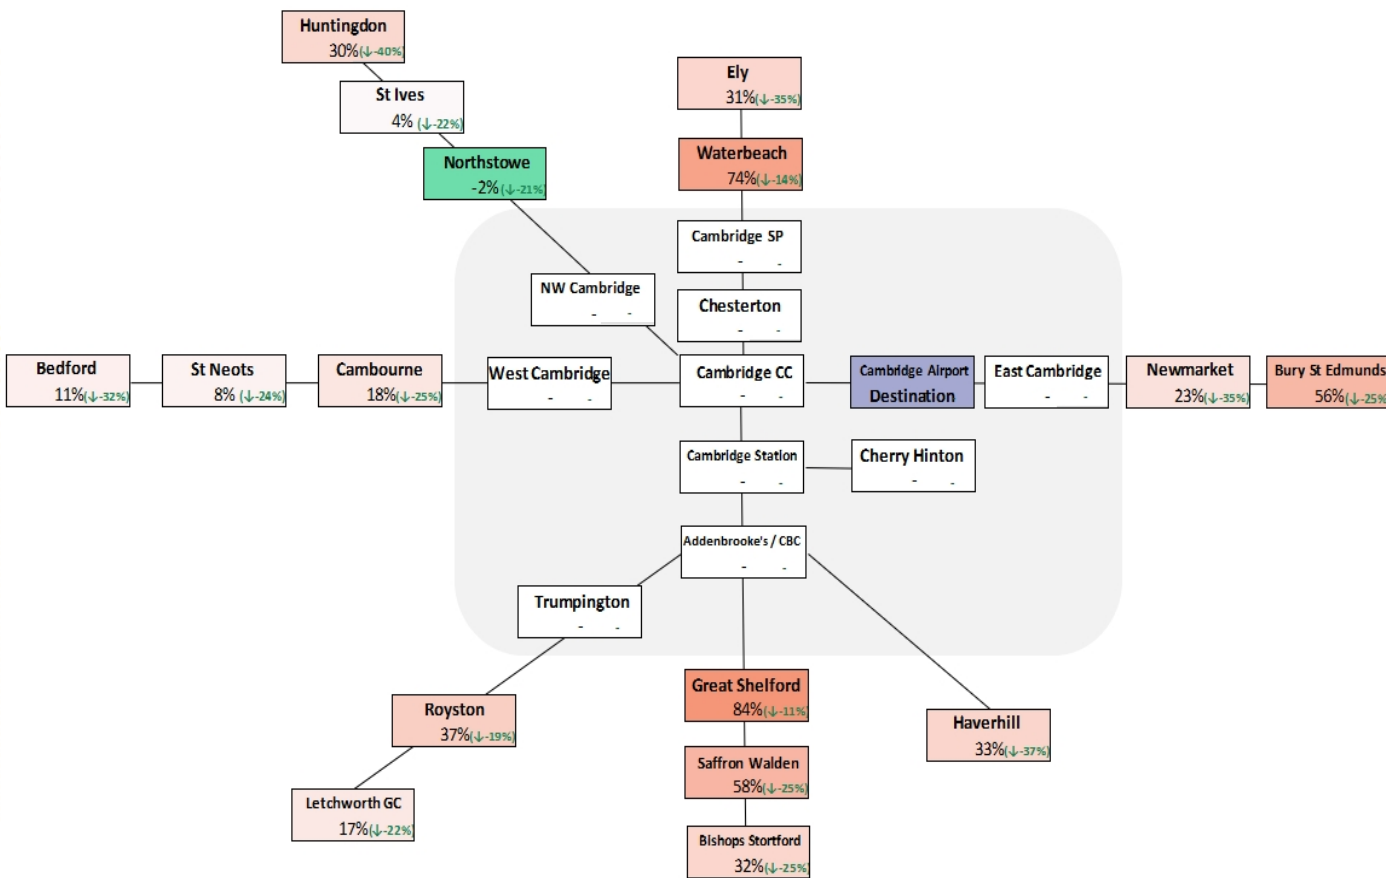 Huntingdon
30%(↓-40%)
St Ives
4% (↓-22%)
Northstowe
-2%(↓-21%)
Ely
31%(↓-35%)
Waterbeach
74%(↓-14%)
Cambridge SP
- -
NW Cambridge
- -
Chesterton
- -
Bedford
11%(↓-32%)
St Neots
8% (↓-24%)
Cambourne
18%(↓-25%)
West Cambridge
- -
Cambridge CC
- -
Cambridge Airport
Destination
East Cambridge
- -
Newmarket
23%(↓-35%)
Bury St Edmunds
56%(↓-25%
Cambridge Station
- -
Cherry Hinton
- -
Addenbrooke's / CBC
- -
Trumpington
- -
Royston
37%(↓-19%)
Letchworth GC
17%(↓-22%)
Great Shelford
84%(↓-11%)
Saffron Walden
58%(↓-25%)
Bishops Stortford
32%(↓-25%)
Haverhill
33%(↓-37%)